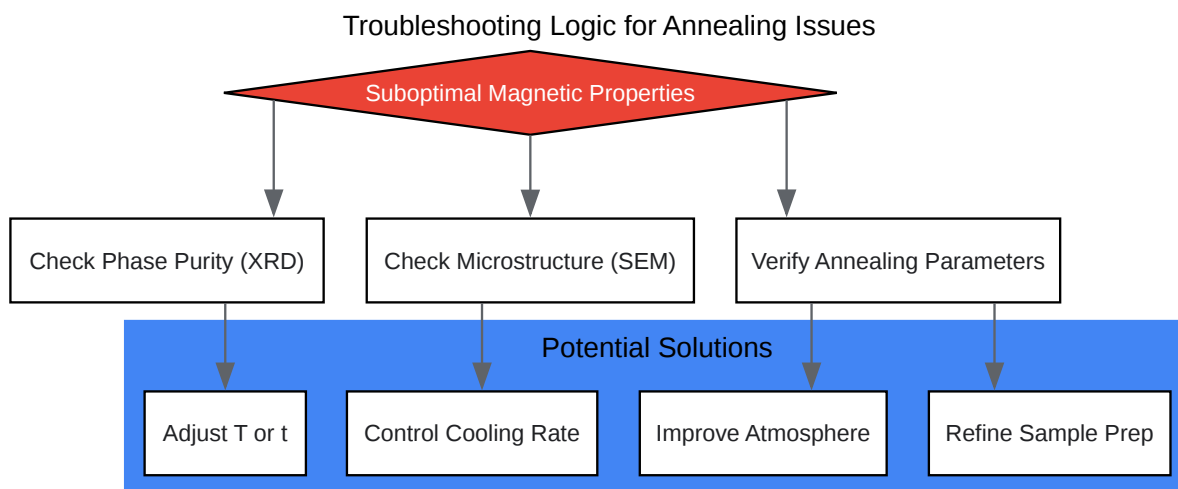 Troubleshooting Logic for Annealing Issues
Suboptimal Magnetic Properties
Check Phase Purity (XRD)
Check Microstructure (SEM)
Verify Annealing Parameters
Potential Solutions
Adjust T or t
Control Cooling Rate
Improve Atmosphere
Refine Sample Prep